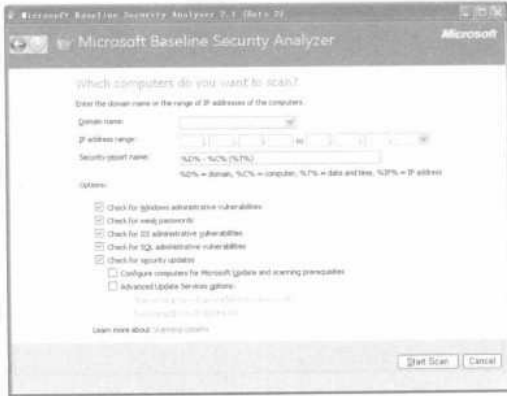 Microsoft Baseline Security Analyzer 2.1 (Beta 2)
Microsoft Baseline Security Analyzer
Microsoft
Which computers do you want to scan?
Enter the domain name or the range of IP addresses of the computers.
Domain name:
IP address range:
to
Security report name:
%D% - %C% (%T%)
%D% = domain, %C% = computer, %T% = date and time, %IP% = IP address
Options:
Check for Windows administrative vulnerabilities
Check for weak passwords
Check for IIS administrative vulnerabilities
Check for SQL administrative vulnerabilities
Check for security updates
Configure computers for Microsoft Update and scanning prerequisites
Advanced Update Services options:
Learn more about Scanning Options
Start Scan
Cancel